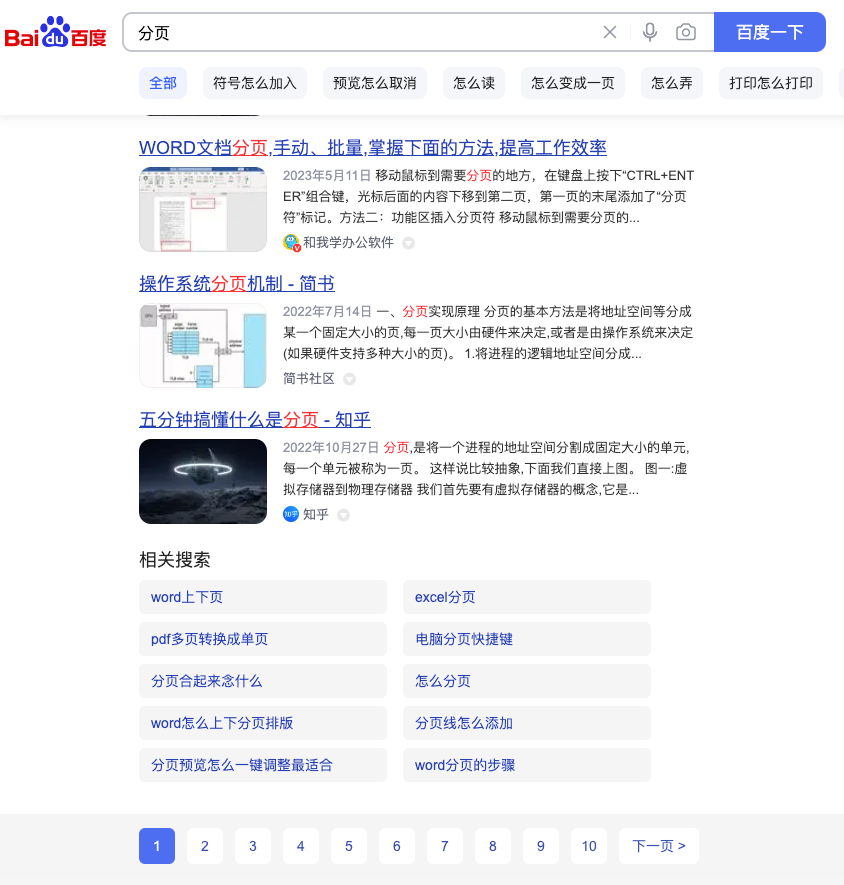 Bai du 百度
分页
百度一下
全部 符号怎么加入 预览怎么取消 怎么读 怎么变成一页 怎么弄 打印怎么打印
WORD文档分页,手动、批量,掌握下面的方法,提高工作效率
2023年5月11日 移动鼠标到需要分页的地方，在键盘上按下“CTRL+ENT
ER”组合键，光标后面的内容下移到第二页，第一页的末尾添加了“分页
符”标记。方法二：功能区插入分页符 移动鼠标到需要分页的...
和我学办公软件
操作系统分页机制 - 简书
2022年7月14日 一、分页实现原理 分页的基本方法是将地址空间等分成
某一个固定大小的页,每一页大小由硬件来决定,或者是由操作系统来决定
(如果硬件支持多种大小的页)。 1.将进程的逻辑地址空间分成...
简书社区
五分钟搞懂什么是分页 - 知乎
2022年10月27日 分页,是将一个进程的地址空间分割成固定大小的单元,
每一个单元被称为一页。 这样说比较抽象,下面我们直接上图。 图一:虚
拟存储器到物理存储器 我们首先要有虚拟存储器的概念,它是...
知乎 知乎
相关搜索
word上下页 excel分页
pdf多页转换成单页 电脑分页快捷键
分页合起来念什么 怎么分页
word怎么上下分页排版 分页线怎么添加
分页预览怎么一键调整最适合 word分页的步骤
1 2 3 4 5 6 7 8 9 10 下一页 >